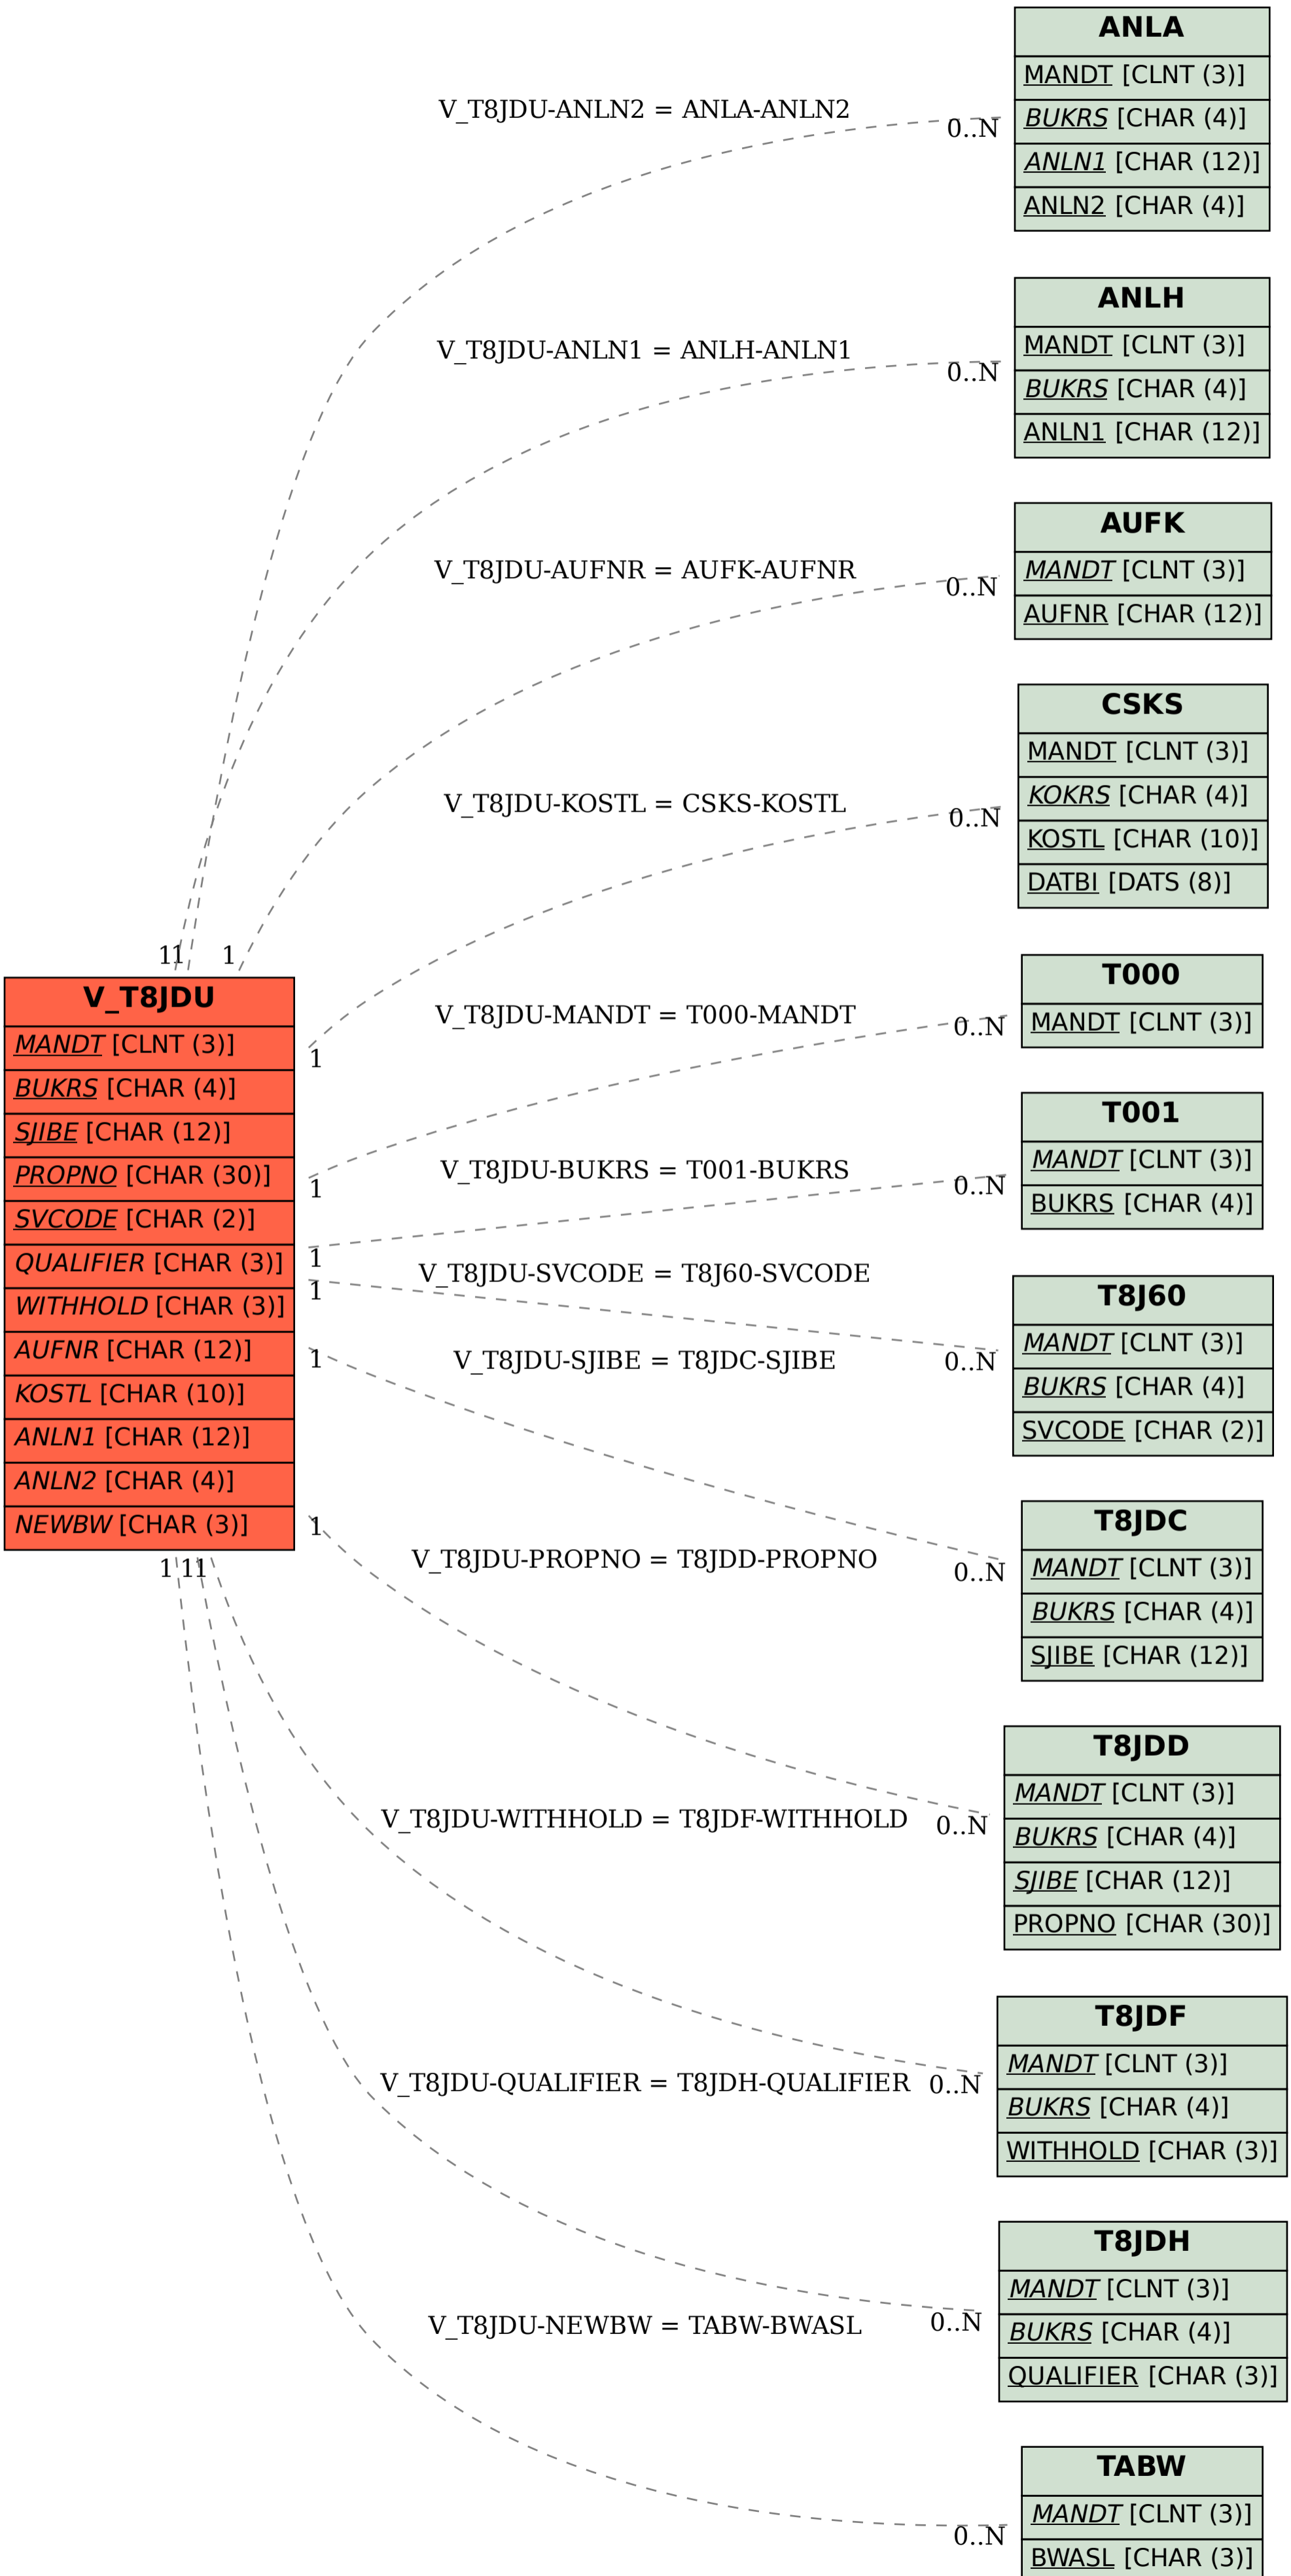 ANLA
MANDT [CLNT (3)]
BUKRS [CHAR (4)]
ANLN1 [CHAR (12)]
ANLN2 [CHAR (4)]
V_T8JDU-ANLN2 = ANLA-ANLN2
0..N
ANLH
MANDT [CLNT (3)]
BUKRS [CHAR (4)]
ANLN1 [CHAR (12)]
V_T8JDU-ANLN1 = ANLH-ANLN1
0..N
AUFK
MANDT [CLNT (3)]
AUFNR [CHAR (12)]
V_T8JDU-AUFNR = AUFK-AUFNR
0..N
CSKS
MANDT [CLNT (3)]
KOKRS [CHAR (4)]
KOSTL [CHAR (10)]
DATBI [DATS (8)]
V_T8JDU-KOSTL = CSKS-KOSTL
0..N
1
1
1
V_T8JDU
MANDT [CLNT (3)]
BUKRS [CHAR (4)]
SJIBE [CHAR (12)]
PROPNO [CHAR (30)]
SVCODE [CHAR (2)]
QUALIFIER [CHAR (3)]
WITHHOLD [CHAR (3)]
AUFNR [CHAR (12)]
KOSTL [CHAR (10)]
ANLN1 [CHAR (12)]
ANLN2 [CHAR (4)]
NEWBW [CHAR (3)]
1
1
1
1
1
1
1
1
1
T000
MANDT [CLNT (3)]
V_T8JDU-MANDT = T000-MANDT
0..N
T001
MANDT [CLNT (3)]
BUKRS [CHAR (4)]
V_T8JDU-BUKRS = T001-BUKRS
0..N
T8J60
MANDT [CLNT (3)]
BUKRS [CHAR (4)]
SVCODE [CHAR (2)]
V_T8JDU-SVCODE = T8J60-SVCODE
0..N
T8JDC
MANDT [CLNT (3)]
BUKRS [CHAR (4)]
SJIBE [CHAR (12)]
V_T8JDU-SJIBE = T8JDC-SJIBE
0..N
T8JDD
MANDT [CLNT (3)]
BUKRS [CHAR (4)]
SJIBE [CHAR (12)]
PROPNO [CHAR (30)]
V_T8JDU-PROPNO = T8JDD-PROPNO
0..N
T8JDF
MANDT [CLNT (3)]
BUKRS [CHAR (4)]
WITHHOLD [CHAR (3)]
V_T8JDU-WITHHOLD = T8JDF-WITHHOLD
0..N
T8JDH
MANDT [CLNT (3)]
BUKRS [CHAR (4)]
QUALIFIER [CHAR (3)]
V_T8JDU-QUALIFIER = T8JDH-QUALIFIER
0..N
TABW
MANDT [CLNT (3)]
BWASL [CHAR (3)]
V_T8JDU-NEWBW = TABW-BWASL
0..N